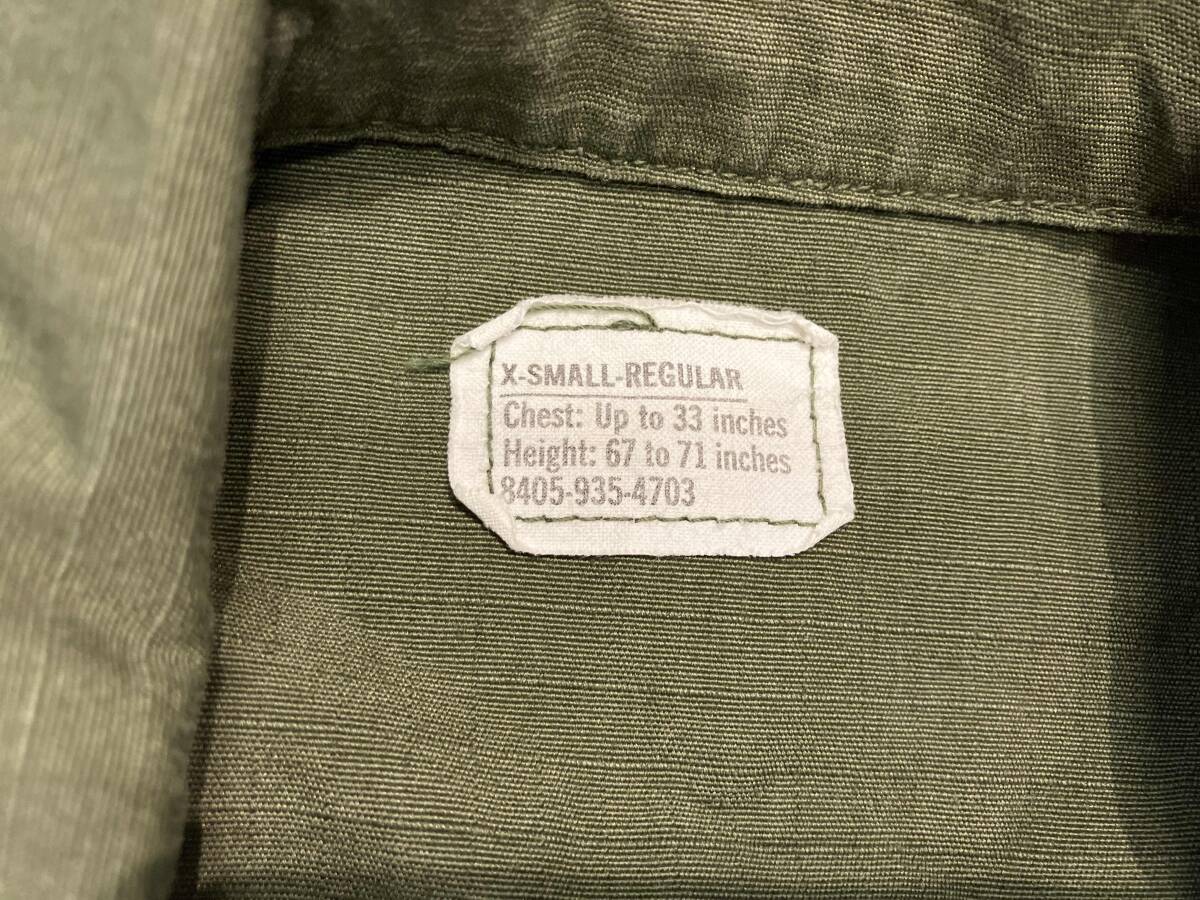 X-SMALL-REGULAR
Chest: Up to 33 inches
Height: 67 to 71 inches
8405-935-4703